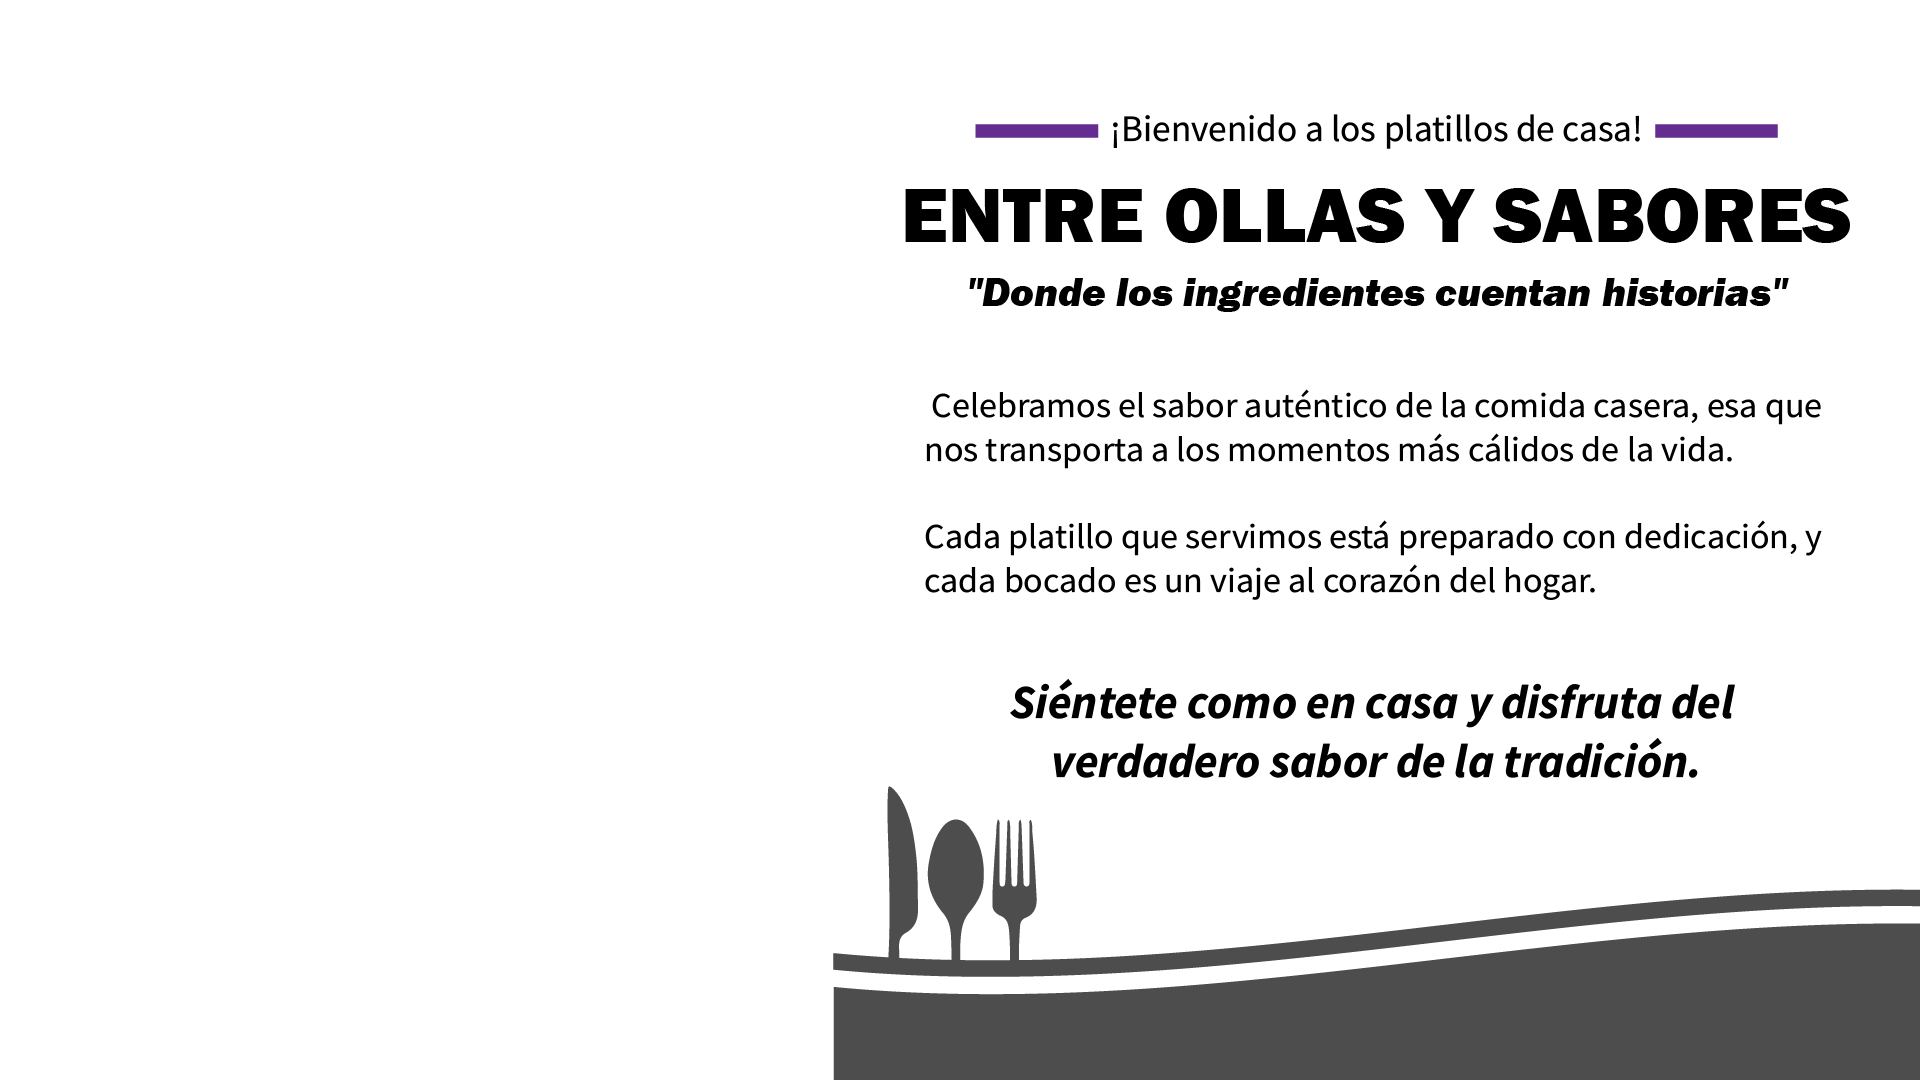 ¡Bienvenido a los platillos de casa!
ENTRE OLLAS Y SABORES
"Donde los ingredientes cuentan historias"
Celebramos el sabor auténtico de la comida casera, esa que
nos transporta a los momentos más cálidos de la vida.
Cada platillo que servimos está preparado con dedicación, y
cada bocado es un viaje al corazón del hogar.
Siéntete como en casa y disfruta del
verdadero sabor de la tradición.